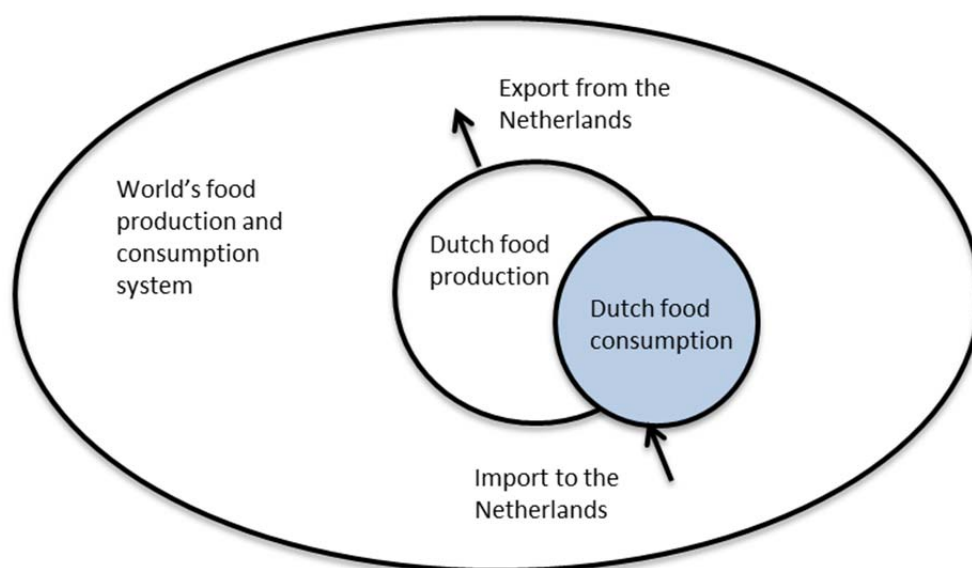 Export from the
Netherlands
World's food
production and
consumption
system
Dutch food
production
Dutch food
consumption
Import to the
Netherlands